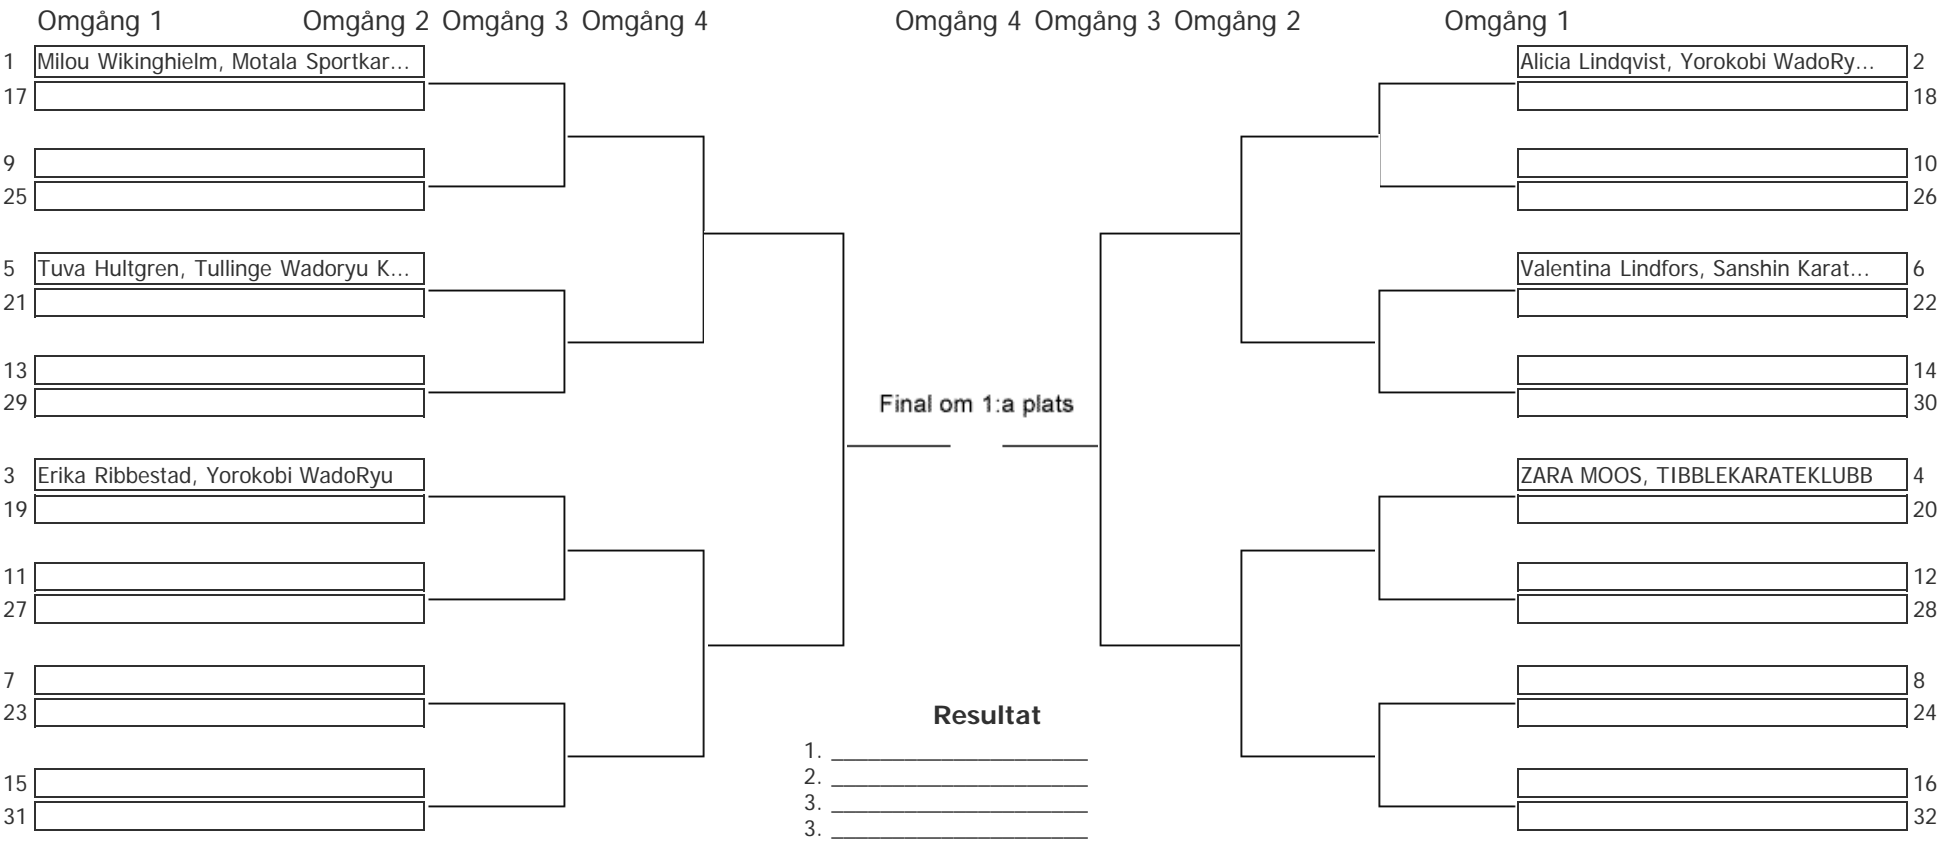 Omgång 1 Omgång 2 Omgång 3 Omgång 4 Omgång 4 Omgång 3 Omgång 2 Omgång 1
1 Milou Wikinghielm, Motala Sportkar... Alicia Lindqvist, Yorokobi WadoRy... 2
17 18
9 10
25 26
5 Tuva Hultgren, Tullinge Wadoryu K... Valentina Lindfors, Sanshin Karat... 6
21 22
13 14
29 30
Final om 1:a plats
3 Erika Ribbestad, Yorokobi WadoRyu ZARA MOOS, TIBBLEKARATEKLUBB 4
19 20
11 12
27 28
7 8
23 24
Resultat
1.
15 16
2.
3.
31 32
3.